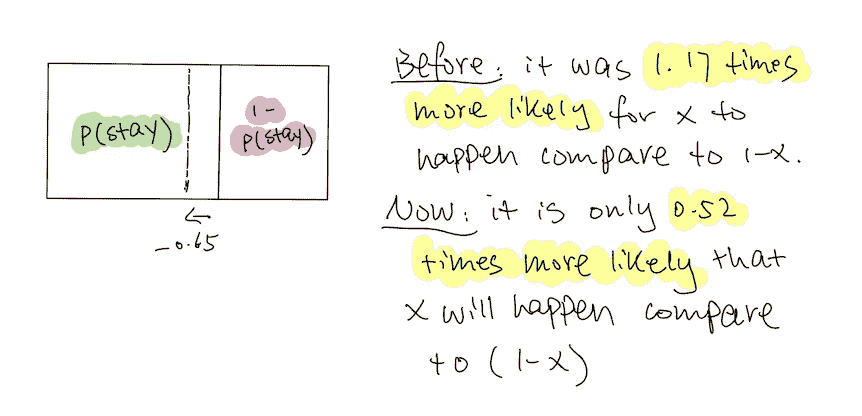 P(stay)
1-
P(stay)
←
-0.65
Before: it was 1.17 times
more likely for x to
happen compare to 1-x.
Now: it is only 0.52
times more likely that
x will happen compare
to (1-x)